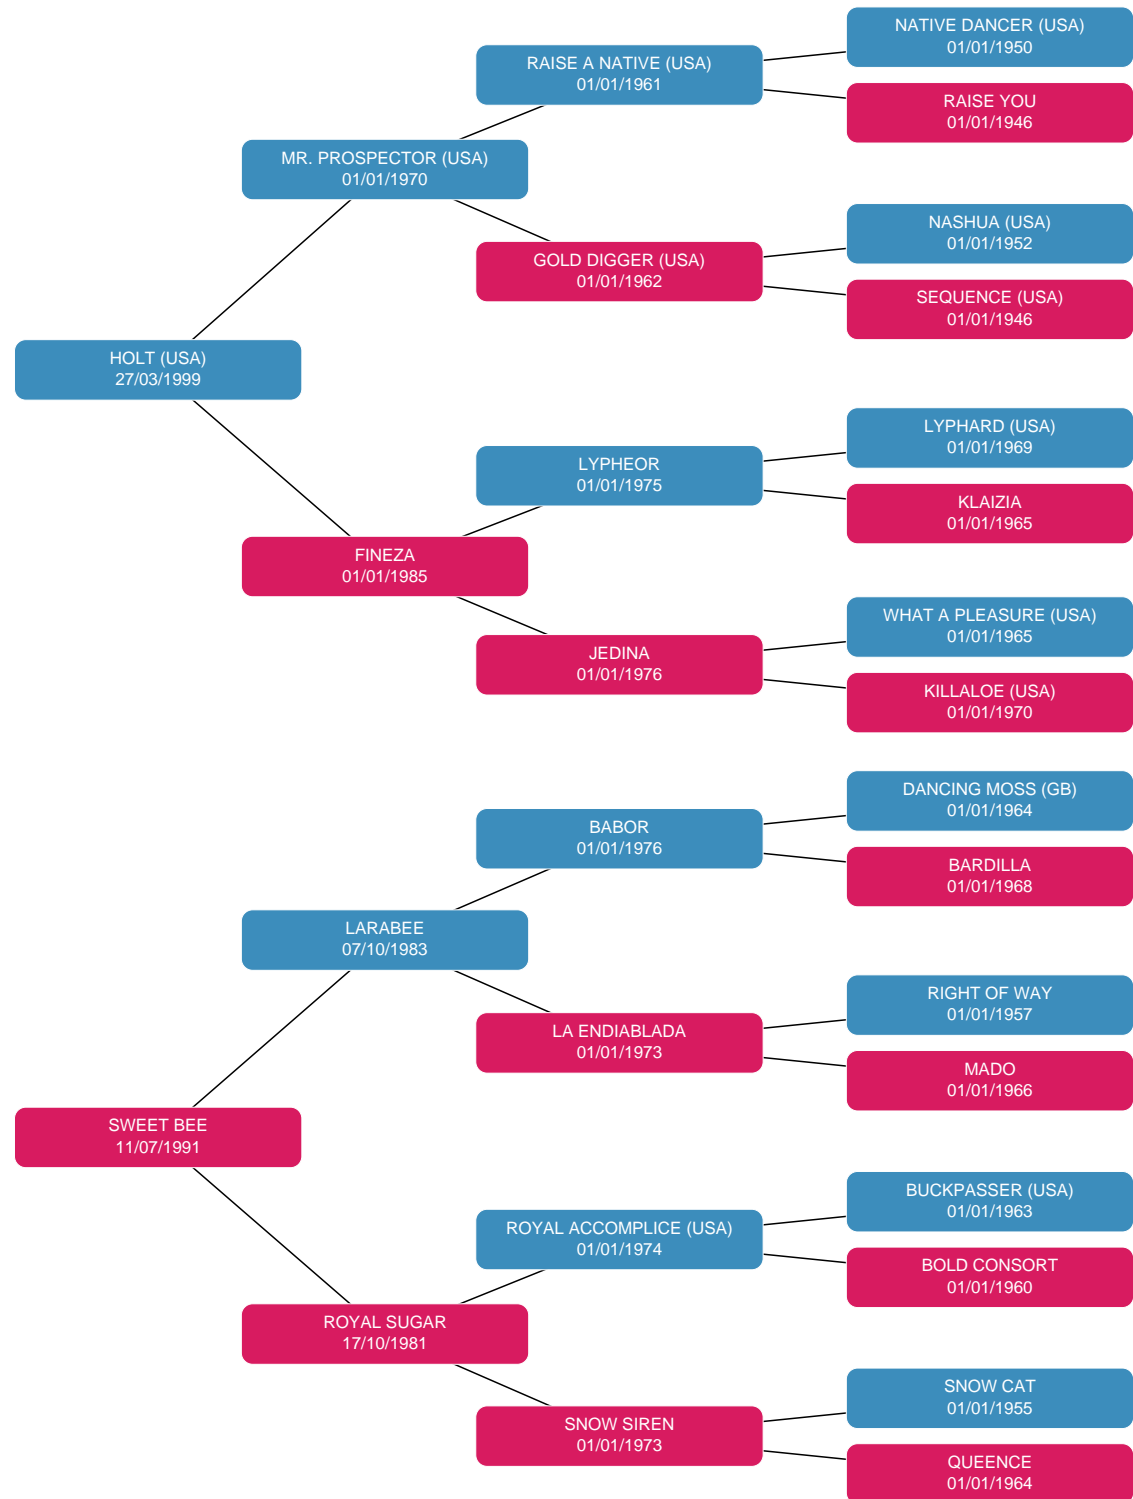 NATIVE DANCER (USA)
01/01/1950
RAISE A NATIVE (USA)
01/01/1961
RAISE YOU
01/01/1946
MR. PROSPECTOR (USA)
01/01/1970
NASHUA (USA)
01/01/1952
GOLD DIGGER (USA)
01/01/1962
SEQUENCE (USA)
01/01/1946
HOLT (USA)
27/03/1999
LYPHARD (USA)
01/01/1969
LYPHEOR
01/01/1975
KLAIZIA
01/01/1965
FINEZA
01/01/1985
WHAT A PLEASURE (USA)
01/01/1965
JEDINA
01/01/1976
KILLALOE (USA)
01/01/1970
DANCING MOSS (GB)
01/01/1964
BABOR
01/01/1976
BARDILLA
01/01/1968
LARABEE
07/10/1983
RIGHT OF WAY
01/01/1957
LA ENDIABLADA
01/01/1973
MADO
01/01/1966
SWEET BEE
11/07/1991
BUCKPASSER (USA)
01/01/1963
ROYAL ACCOMPLICE (USA)
01/01/1974
BOLD CONSORT
01/01/1960
ROYAL SUGAR
17/10/1981
SNOW CAT
01/01/1955
SNOW SIREN
01/01/1973
QUEENCE
01/01/1964